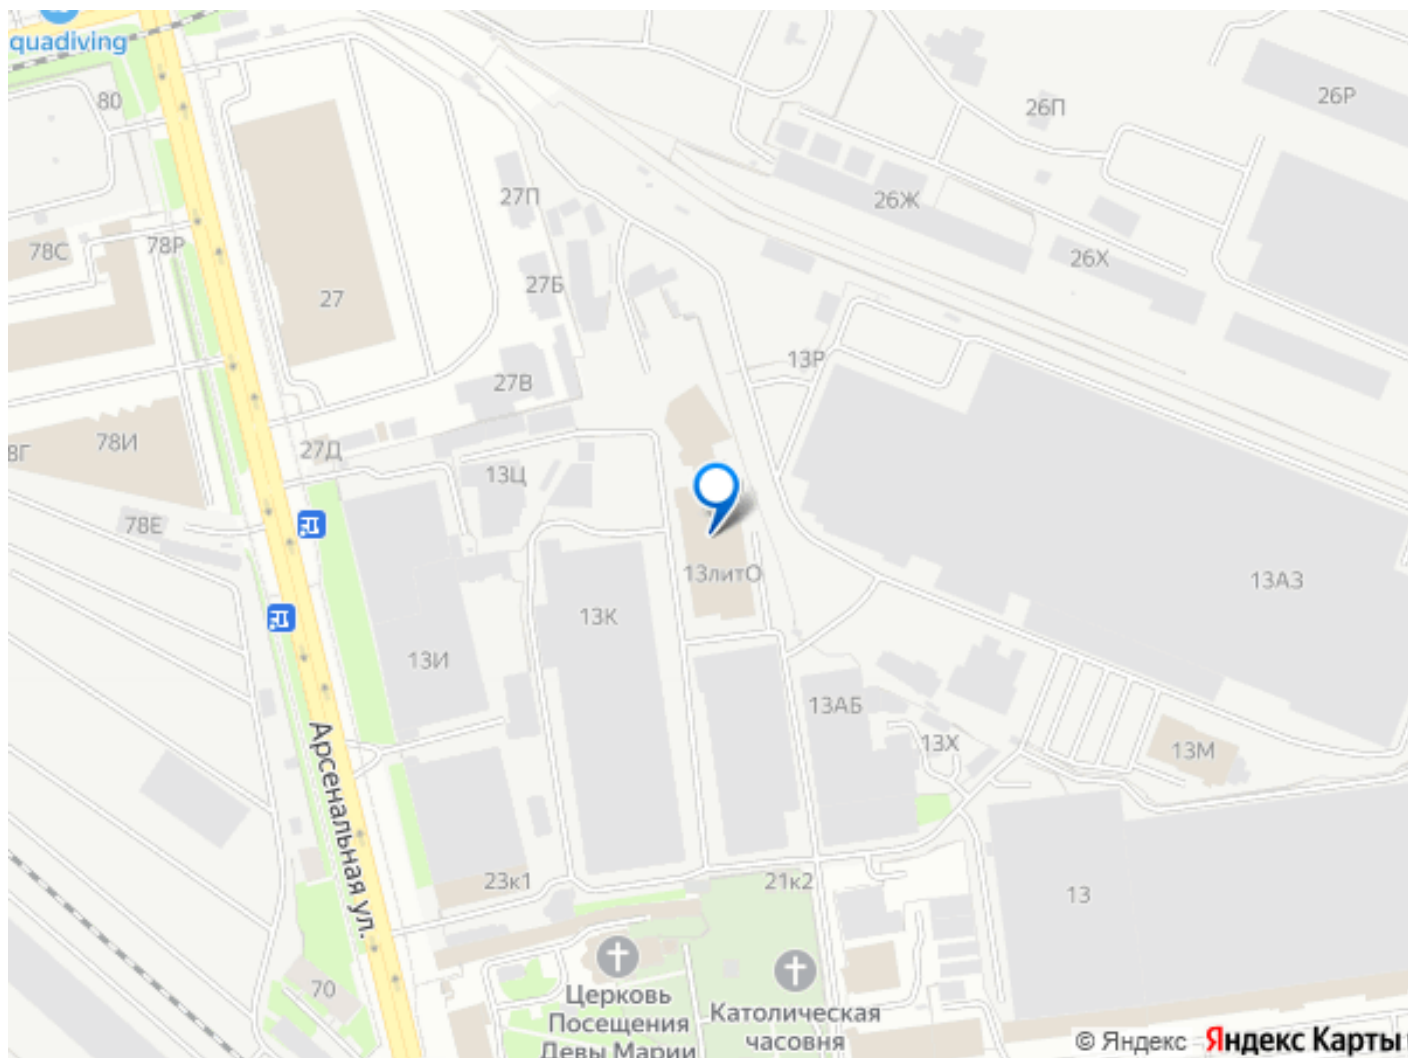 quadiving
80
26Р
26П
27П
26Ж
78С
78Р
26Х
27Б
27
13Р
27В
78И
27Д
8Г
13Ц
78Е
13литО
13АЗ
13К
13И
13АБ
13Х
13М
Арсенальная ул.
23к1
21к2
13
70
Церковь
Посещения
Девы Марии
Католическая
часовня
© Яндекс Яндекс Карты